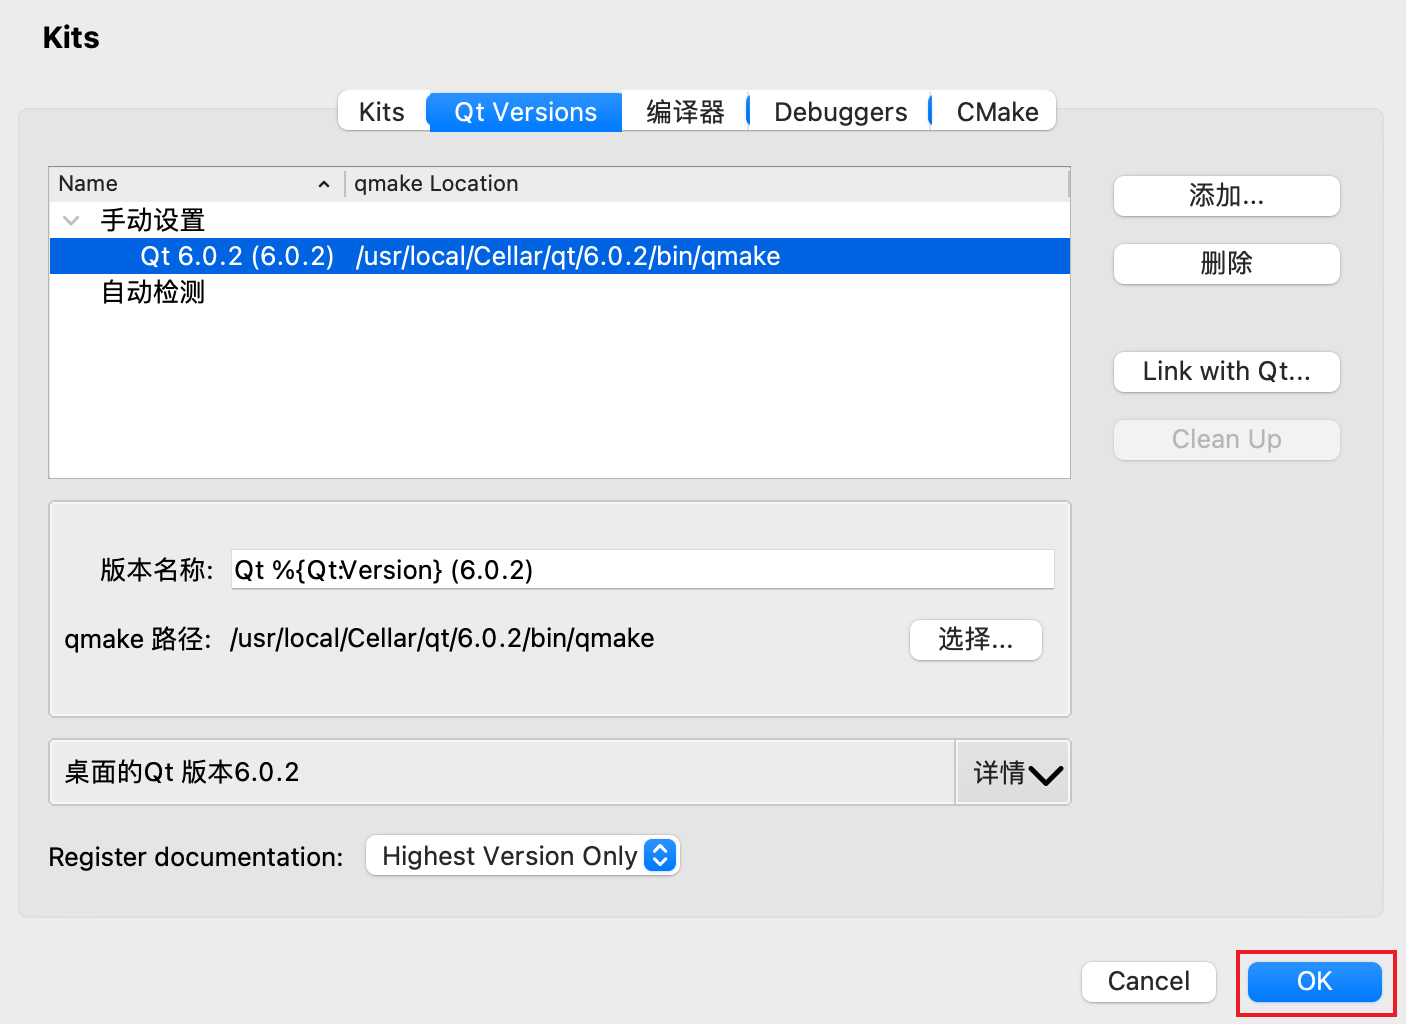 Kits
Kits Qt Versions 编译器 Debuggers CMake
Name qmake Location
手动设置
Qt 6.0.2 (6.0.2) /usr/local/Cellar/qt/6.0.2/bin/qmake
自动检测
添加...
删除
Link with Qt...
Clean Up
版本名称: Qt %{Qt:Version} (6.0.2)
qmake 路径: /usr/local/Cellar/qt/6.0.2/bin/qmake 选择...
桌面的Qt 版本6.0.2 详情
Register documentation: Highest Version Only
Cancel OK